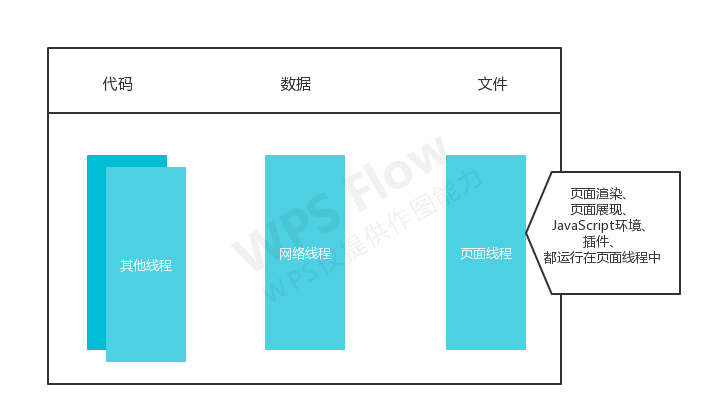 代码 数据 文件
其他线程
网络线程
页面线程
页面渲染、
页面展现、
JavaScript环境、
插件、
都运行在页面线程中
WPS Flow
WPS仅提供作图能力